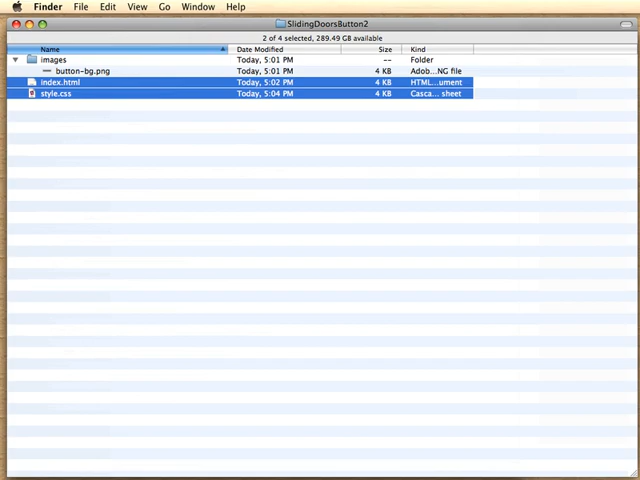 Finder File Edit View Go Window Help
SlidingDoorsButton2
2 of 4 selected, 289.49 GB available
Name Date Modified Size Kind
images Today, 5:01 PM -- Folder
button-bg.png Today, 5:01 PM 4 KB Adob...NG file
index.html Today, 5:02 PM 4 KB HTML...ument
style.css Today, 5:04 PM 4 KB Casca... sheet